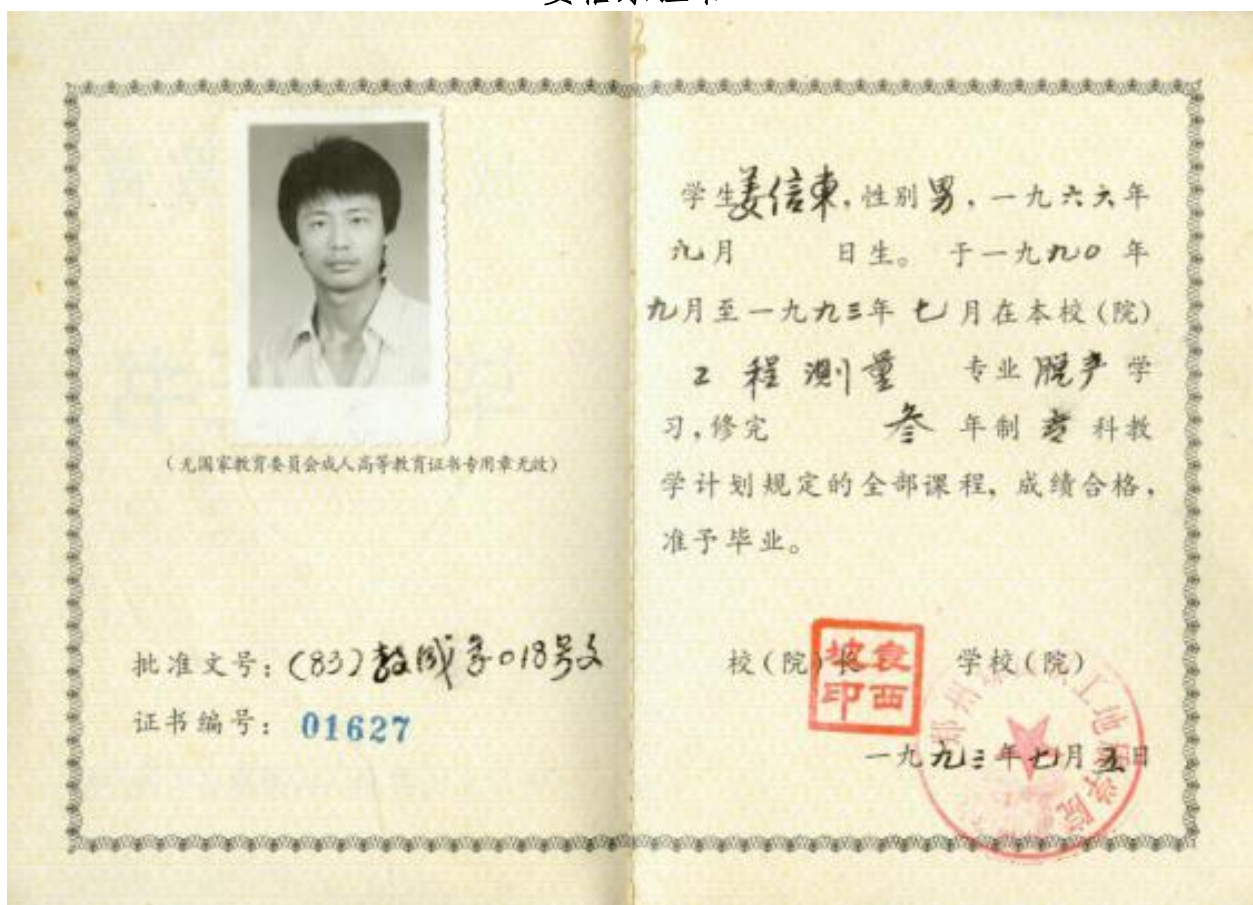 (无国家教育委员会成人高等教育证书专用章无效)
批准文号：(83)教成字018号文
证书编号：01627
学生姜信東，性别男，一九六六年
九月　　日生。于一九九〇年
九月至一九九三年七月在本校(院)
工程测量　专业脱产学
习，修完　叁年制专科教
学计划规定的全部课程，成绩合格，
准予毕业。
校(院)长　学校(院)
袁西坡印
一九九三年七月五日